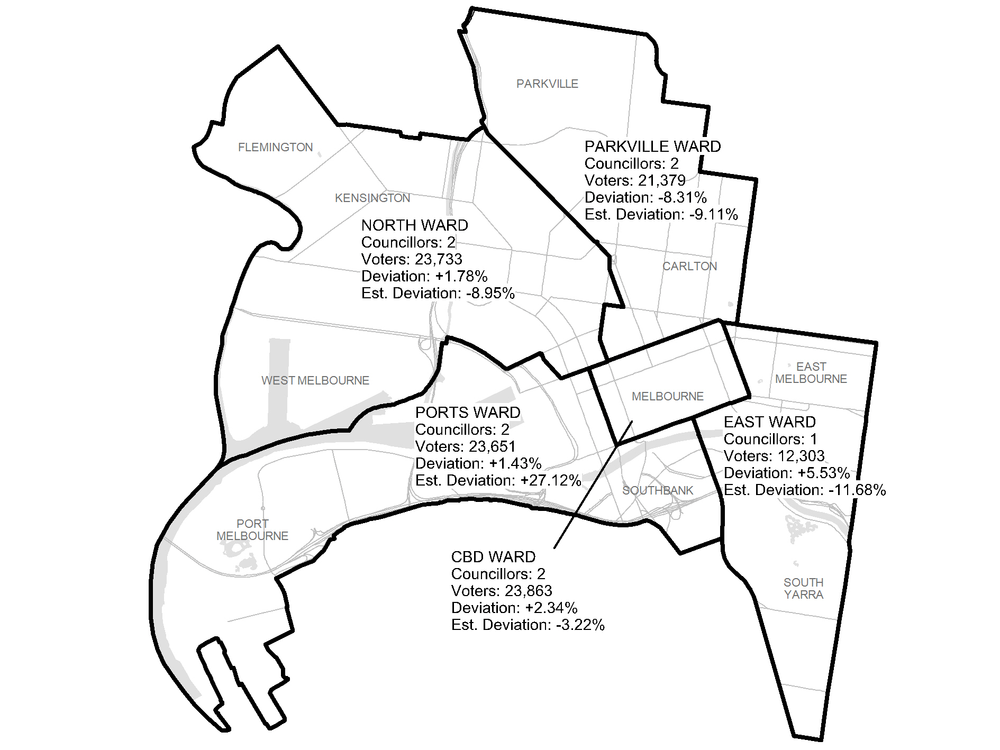 PARKVILLE
FLEMINGTON
PARKVILLE WARD
Councillors: 2
Voters: 21,379
Deviation: -8.31%
Est. Deviation: -9.11%
KENSINGTON
NORTH WARD
Councillors: 2
Voters: 23,733
Deviation: +1.78%
Est. Deviation: -8.95%
CARLTON
WEST MELBOURNE
EAST
MELBOURNE
MELBOURNE
PORTS WARD
Councillors: 2
Voters: 23,651
Deviation: +1.43%
Est. Deviation: +27.12%
EAST WARD
Councillors: 1
Voters: 12,303
Deviation: +5.53%
Est. Deviation: -11.68%
SOUTHBANK
PORT
MELBOURNE
CBD WARD
Councillors: 2
Voters: 23,863
Deviation: +2.34%
Est. Deviation: -3.22%
SOUTH
YARRA